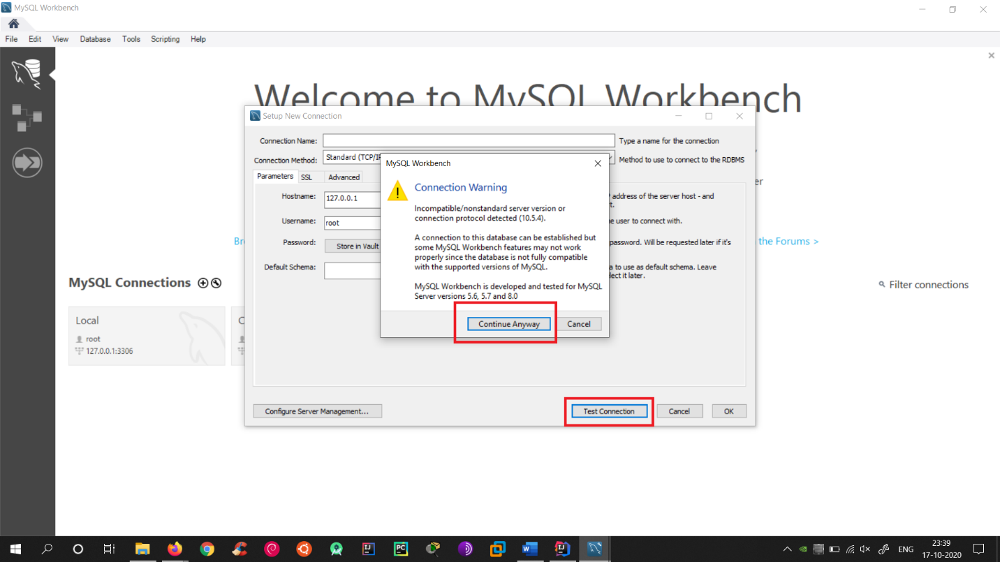 MySQL Workbench
File Edit View Database Tools Scripting Help
Welcome to MySQL Workbench
Setup New Connection
Connection Name:
Type a name for the connection
Connection Method:
Standard (TCP/IP
Method to use to connect to the RDBMS
Parameters SSL Advanced
Hostname:
127.0.0.1
P address of the server host - and
rt.
Username:
root
he user to connect with.
Password:
Store in Vault
password. Will be requested later if it's
Default Schema:
a to use as default schema. Leave
lect it later.
MySQL Workbench
Connection Warning
Incompatible/nonstandard server version or
connection protocol detected (10.5.4).
A connection to this database can be established but
some MySQL Workbench features may not work
properly since the database is not fully compatible
with the supported versions of MySQL.
MySQL Workbench is developed and tested for MySQL
Server versions 5.6, 5.7 and 8.0
Continue Anyway Cancel
Configure Server Management...
Test Connection Cancel OK
er
Br
the Forums >
MySQL Connections
Filter connections
Local
root
127.0.0.1:3306
C
ENG
23:39
17-10-2020